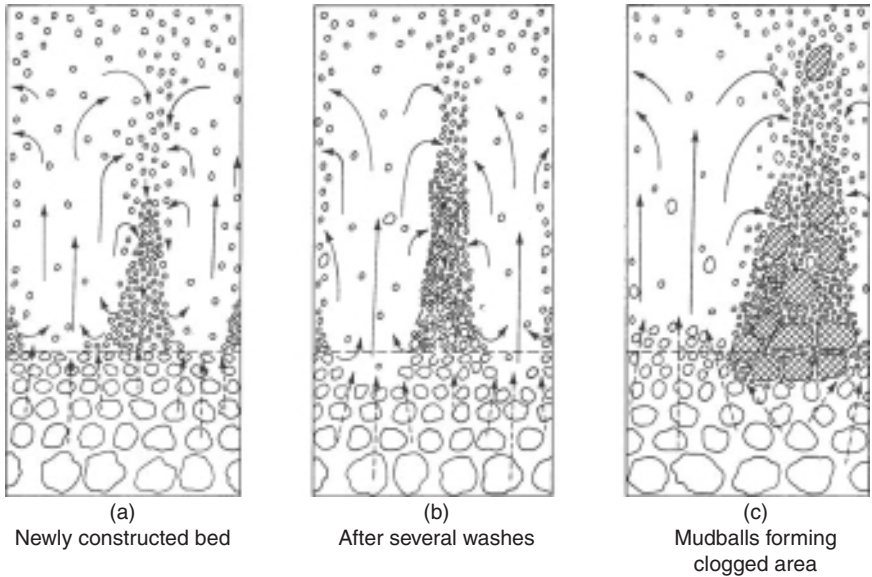 (a)
Newly constructed bed
(b)
After several washes
(c)
Mudballs forming
clogged area